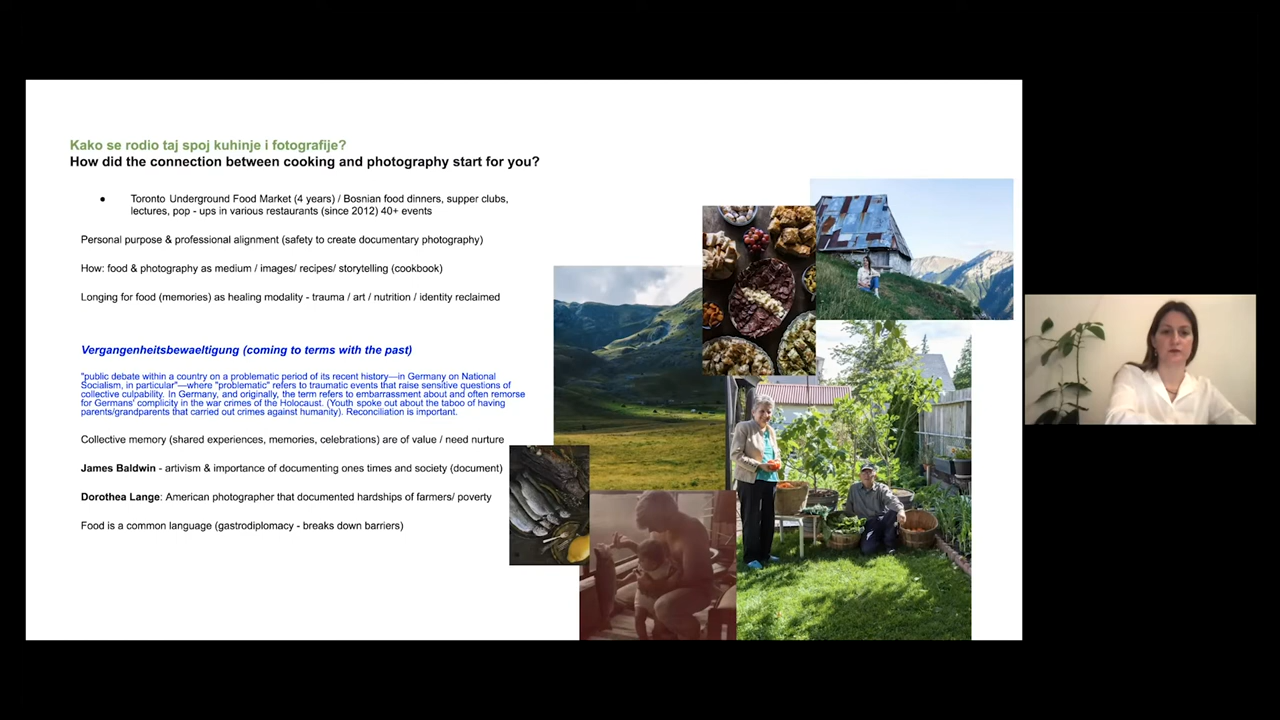 Kako se rodio taj spoj kuhinje i fotografije?
How did the connection between cooking and photography start for you?
● Toronto Underground Food Market (4 years) / Bosnian food dinners, supper clubs,
lectures, pop - ups in various restaurants (since 2012) 40+ events
Personal purpose & professional alignment (safety to create documentary photography)
How: food & photography as medium / images/ recipes/ storytelling (cookbook)
Longing for food (memories) as healing modality - trauma / art / nutrition / identity reclaimed
Vergangenheitsbewaeltigung (coming to terms with the past)
"public debate within a country on a problematic period of its recent history—in Germany on National
Socialism, in particular"—where "problematic" refers to traumatic events that raise sensitive questions of
collective culpability. In Germany, and originally, the term refers to embarrassment about and often remorse
for Germans' complicity in the war crimes of the Holocaust. (Youth spoke out about the taboo of having
parents/grandparents that carried out crimes against humanity). Reconciliation is important.
Collective memory (shared experiences, memories, celebrations) are of value / need nurture
James Baldwin - artivism & importance of documenting ones times and society (document)
Dorothea Lange: American photographer that documented hardships of farmers/ poverty
Food is a common language (gastrodiplomacy - breaks down barriers)